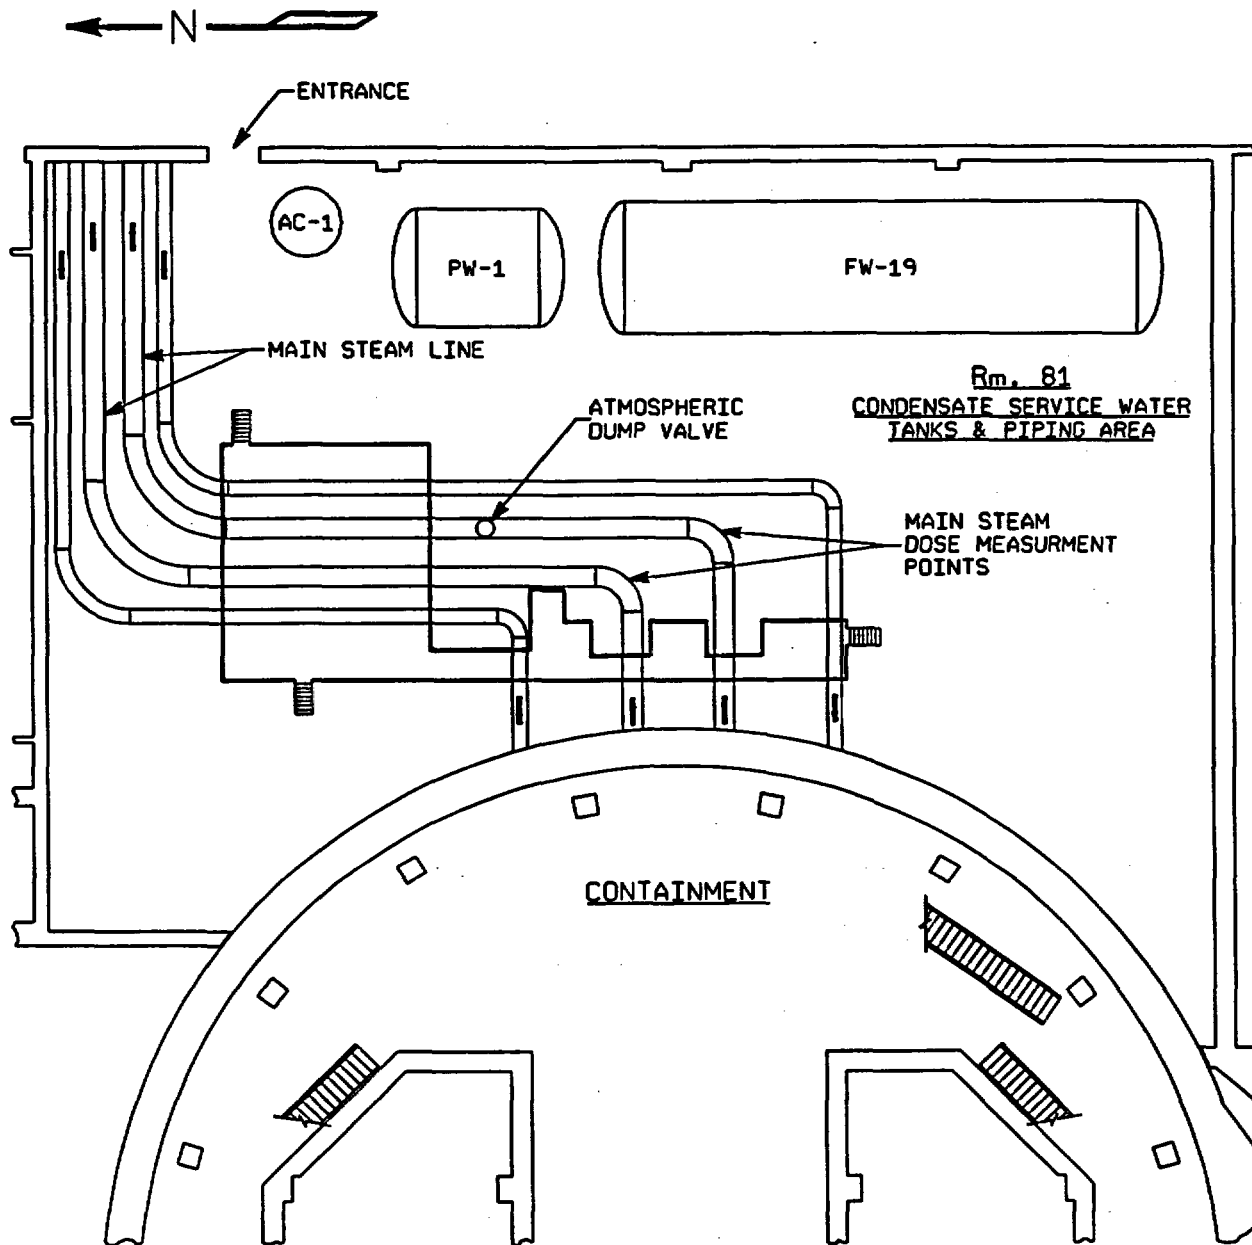 N
ENTRANCE
AC-1
PW-1
FW-19
MAIN STEAM LINE
Rm. 81
CONDENSATE SERVICE WATER
TANKS & PIPING AREA
ATMOSPHERIC
DUMP VALVE
MAIN STEAM
DOSE MEASURMENT
POINTS
CONTAINMENT